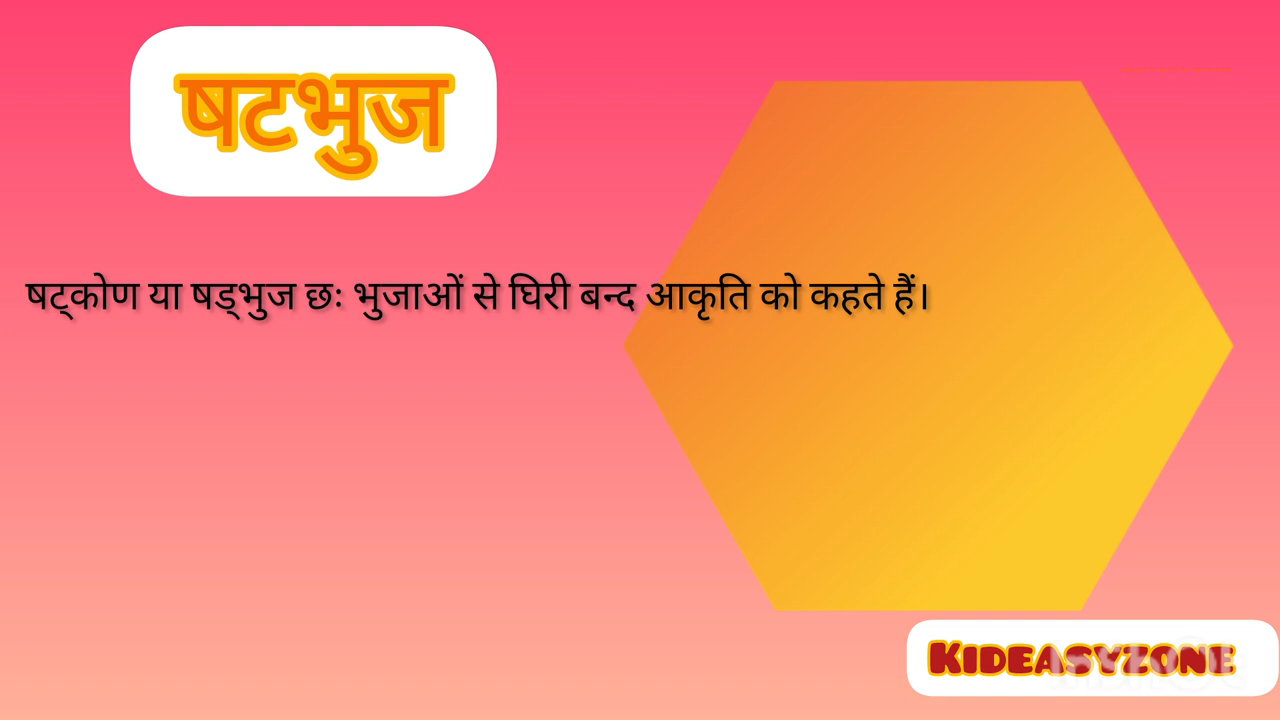 षटभुज
षट्कोण या षड्भुज छः भुजाओं से घिरी बन्द आकृति को कहते हैं।
KIDEASYZONE